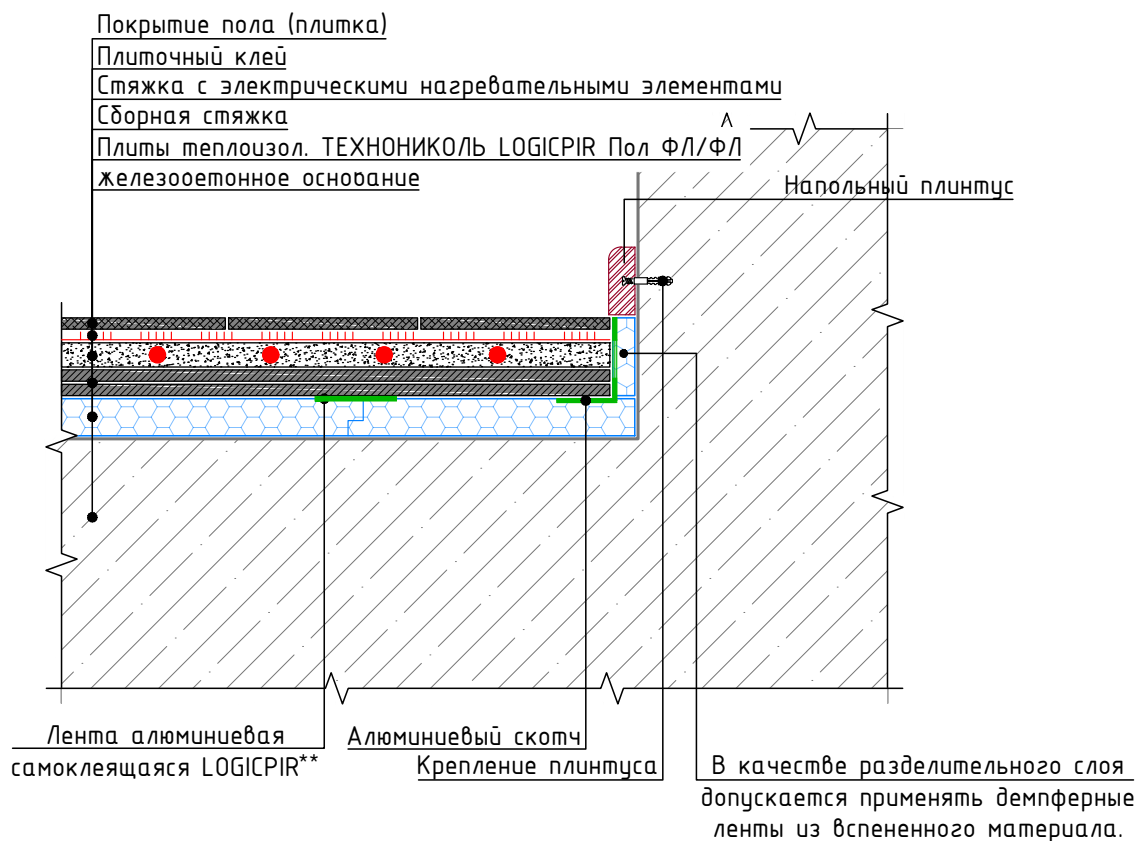 Покрытие пола (плитка)
Плиточный клей
Стяжка с электрическими нагревательными элементами
Сборная стяжка
Плиты теплоизол. ТЕХНОНИКОЛЬ LOGICPIR Пол ФЛ/ФЛ
железобетонное основание
Напольный плинтус
Лента алюминиевая
самоклеящаяся LOGICPIR**
Алюминиевый скотч
Крепление плинтуса
В качестве разделительного слоя
допускается применять демпферные
ленты из вспененного материала.